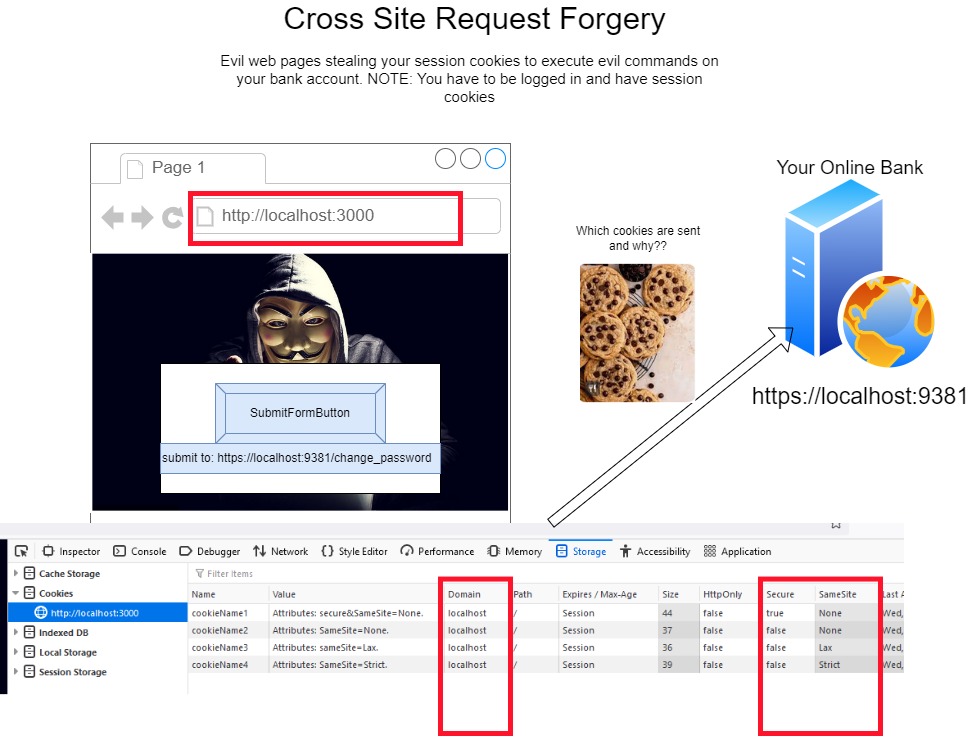 Cross Site Request Forgery
Evil web pages stealing your session cookies to execute evil commands on
your bank account. NOTE: You have to be logged in and have session
cookies
Page 1
http://localhost:3000
Your Online Bank
Which cookies are sent
and why??
SubmitFormButton
submit to: https://localhost:9381/change_password
https://localhost:9381
Inspector Console Debugger Network Style Editor Performance Memory Storage Accessibility Application
Cache Storage
Cookies
http://localhost:3000
Indexed DB
Local Storage
Session Storage
Filter items
Name Value Domain Path Expires / Max-Age Size HttpOnly Secure SameSite Last A
cookieName1 Attributes: secure&SameSite=None. localhost / Session 44 false true None Wed,
cookieName2 Attributes: SameSite=None. localhost / Session 37 false false None Wed,
cookieName3 Attributes: sameSite=Lax. localhost / Session 36 false false Lax Wed,
cookieName4 Attributes: SameSite=Strict. localhost / Session 39 false false Strict Wed,